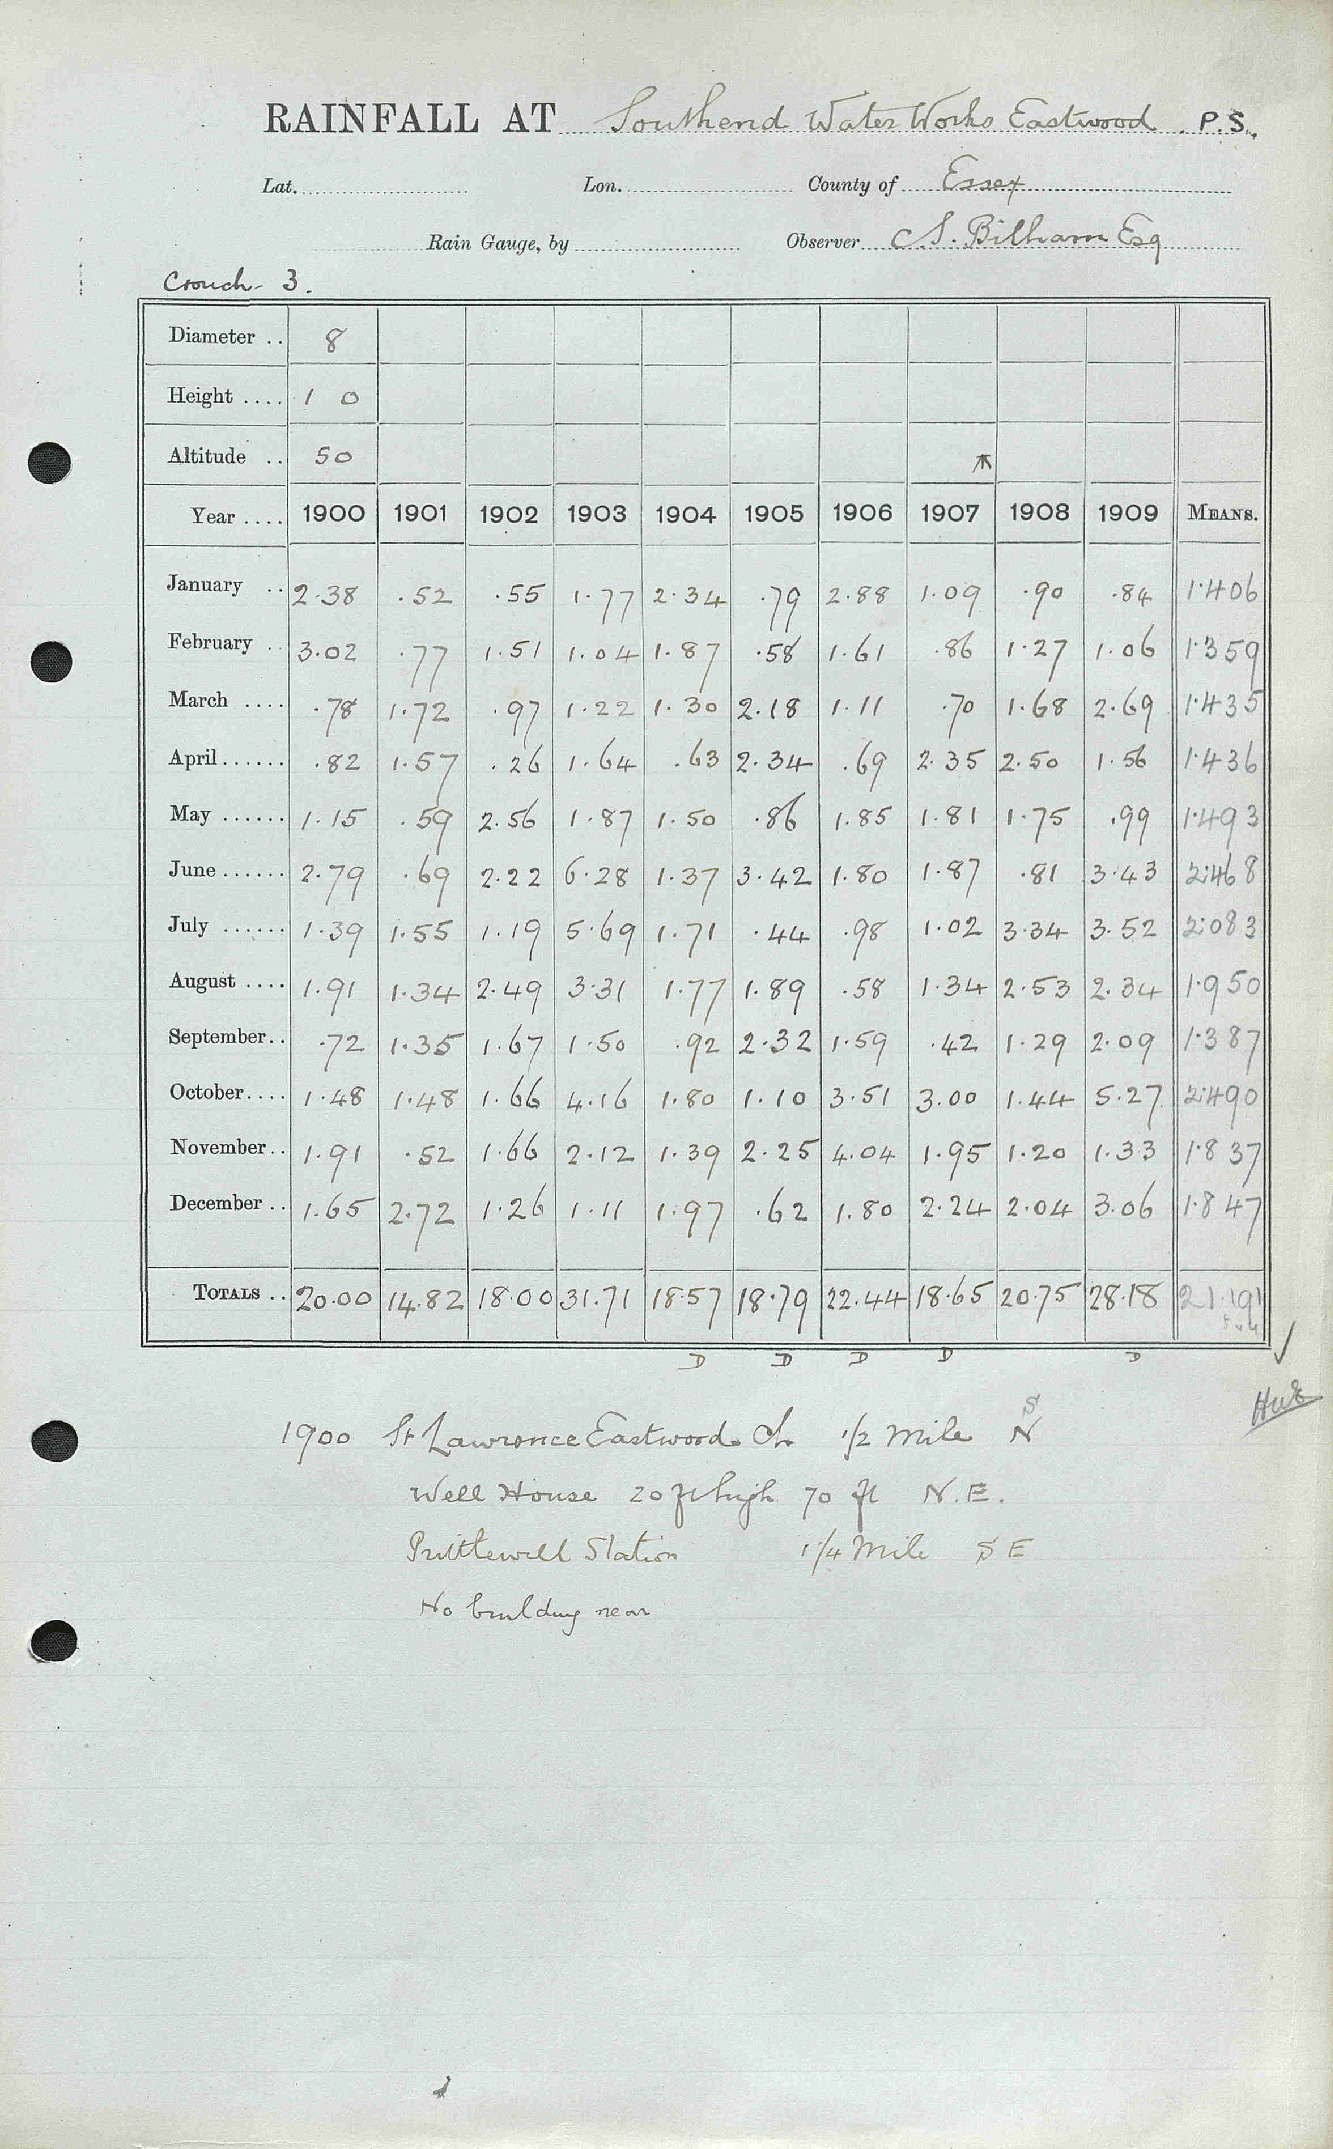 RAINFALL AT Southend Water Works Eastwood P.S.
Lat. Lon. County of Essex
Rain Gauge, by Observer C.S. Bilham Esq
Crouch 3.
Diameter .. 8
Height .... 1 0
Altitude .. 50
Year .... 1900 1901 1902 1903 1904 1905 1906 1907 1908 1909 MEANS.
January .. 2.38 .52 .55 1.77 2.34 .79 2.88 1.09 .90 .84 1.406
February .. 3.02 .77 1.51 1.04 1.87 .58 1.61 .86 1.27 1.06 1.359
March .... .78 1.72 .97 1.22 1.30 2.18 1.11 .70 1.68 2.69 1.435
April...... .82 1.57 .26 1.64 .63 2.34 .69 2.35 2.50 1.56 1.436
May ...... 1.15 .59 2.56 1.87 1.50 .86 1.85 1.81 1.75 .99 1.493
June...... 2.79 .69 2.22 6.28 1.37 3.42 1.80 1.87 .81 3.43 2.468
July ...... 1.39 1.55 1.19 5.69 1.71 .44 .98 1.02 3.34 3.52 2.083
August .... 1.91 1.34 2.49 3.31 1.77 1.89 .58 1.34 2.53 2.34 1.950
September.. .72 1.35 1.67 1.50 .92 2.32 1.59 .42 1.29 2.09 1.387
October.... 1.48 1.48 1.66 4.16 1.80 1.10 3.51 3.00 1.44 5.27 2.490
November.. 1.91 .52 1.66 2.12 1.39 2.25 4.04 1.95 1.20 1.33 1.837
December .. 1.65 2.72 1.26 1.11 1.97 .62 1.80 2.24 2.04 3.06 1.847
TOTALS .. 20.00 14.82 18.00 31.71 18.57 18.79 22.44 18.65 20.75 28.18 21.191
D D D D D
S
1900 St Lawrence Eastwood Ch 1/2 Mile N
Well House 20 ft high 70 ft N.E.
Prittlewell Station 1 1/4 Mile S E
No building near